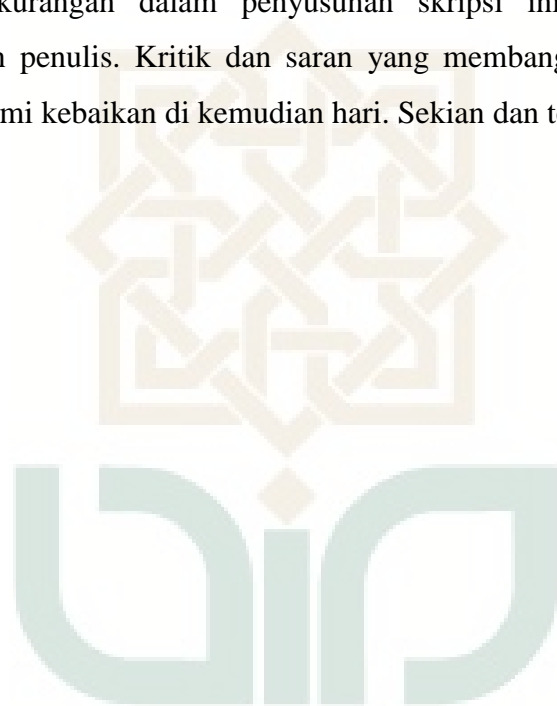 kurangan dalam penyusunan skripsi ini
penulis. Kritik dan saran yang membang
mi kebaikan di kemudian hari. Sekian dan t